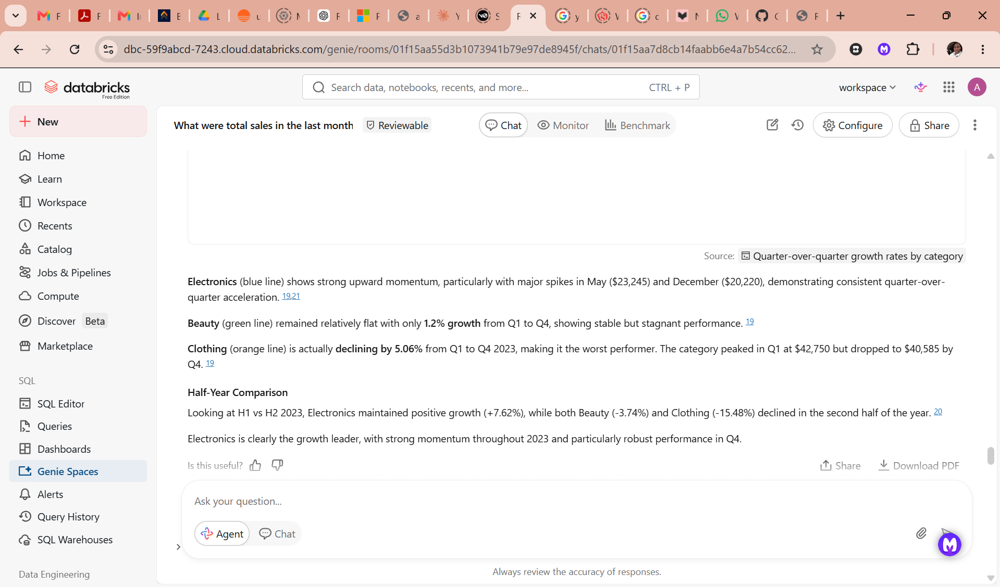 dbc-59f9abcd-7243.cloud.databricks.com/genie/rooms/01f15aa55d3b1073941b79e97de8945f/chats/01f15aa7d8cb14faabb6e4a7b54cc62...
databricks
Free Edition
Search data, notebooks, recents, and more...
CTRL + P
workspace
A
New
What were total sales in the last month
Reviewable
Chat
Monitor
Benchmark
Configure
Share
Home
Learn
Workspace
Recents
Catalog
Jobs & Pipelines
Compute
Discover Beta
Marketplace
SQL
SQL Editor
Queries
Dashboards
Genie Spaces
Alerts
Query History
SQL Warehouses
Data Engineering
Source: Quarter-over-quarter growth rates by category
Electronics (blue line) shows strong upward momentum, particularly with major spikes in May ($23,245) and December ($20,220), demonstrating consistent quarter-over-
quarter acceleration. 19,21
Beauty (green line) remained relatively flat with only 1.2% growth from Q1 to Q4, showing stable but stagnant performance. 19
Clothing (orange line) is actually declining by 5.06% from Q1 to Q4 2023, making it the worst performer. The category peaked in Q1 at $42,750 but dropped to $40,585 by
Q4. 19
Half-Year Comparison
Looking at H1 vs H2 2023, Electronics maintained positive growth (+7.62%), while both Beauty (-3.74%) and Clothing (-15.48%) declined in the second half of the year. 20
Electronics is clearly the growth leader, with strong momentum throughout 2023 and particularly robust performance in Q4.
Is this useful?
Share
Download PDF
Ask your question...
Agent
Chat
Always review the accuracy of responses.